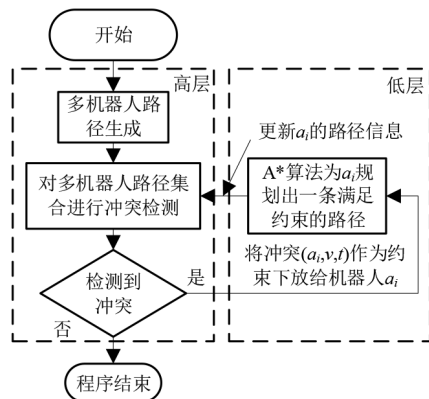 开始
高层
低层
多机器人路
径生成
更新aᵢ的路径信息
对多机器人路径集
合进行冲突检测
A*算法为aᵢ规
划出一条满足
约束的路径
检测到
冲突
是
将冲突(aᵢ,v,t)作为约
束下放给机器人aᵢ
否
程序结束